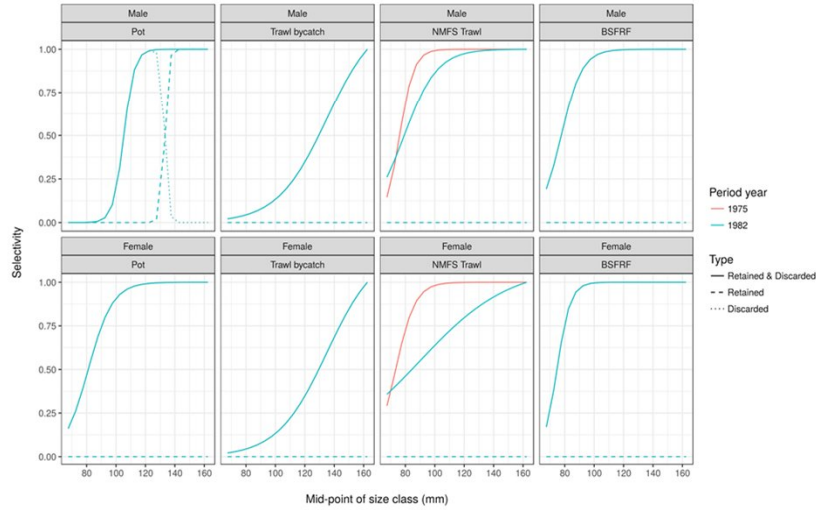 Male Male Male Male
Pot Trawl bycatch NMFS Trawl BSFRF
1.00
0.75
0.50
0.25
0.00
Female Female Female Female
Pot Trawl bycatch NMFS Trawl BSFRF
1.00
0.75
0.50
0.25
0.00
80 100 120 140 160 80 100 120 140 160 80 100 120 140 160 80 100 120 140 160
Selectivity
Mid-point of size class (mm)
Period year
1975
1982
Type
Retained & Discarded
Retained
Discarded